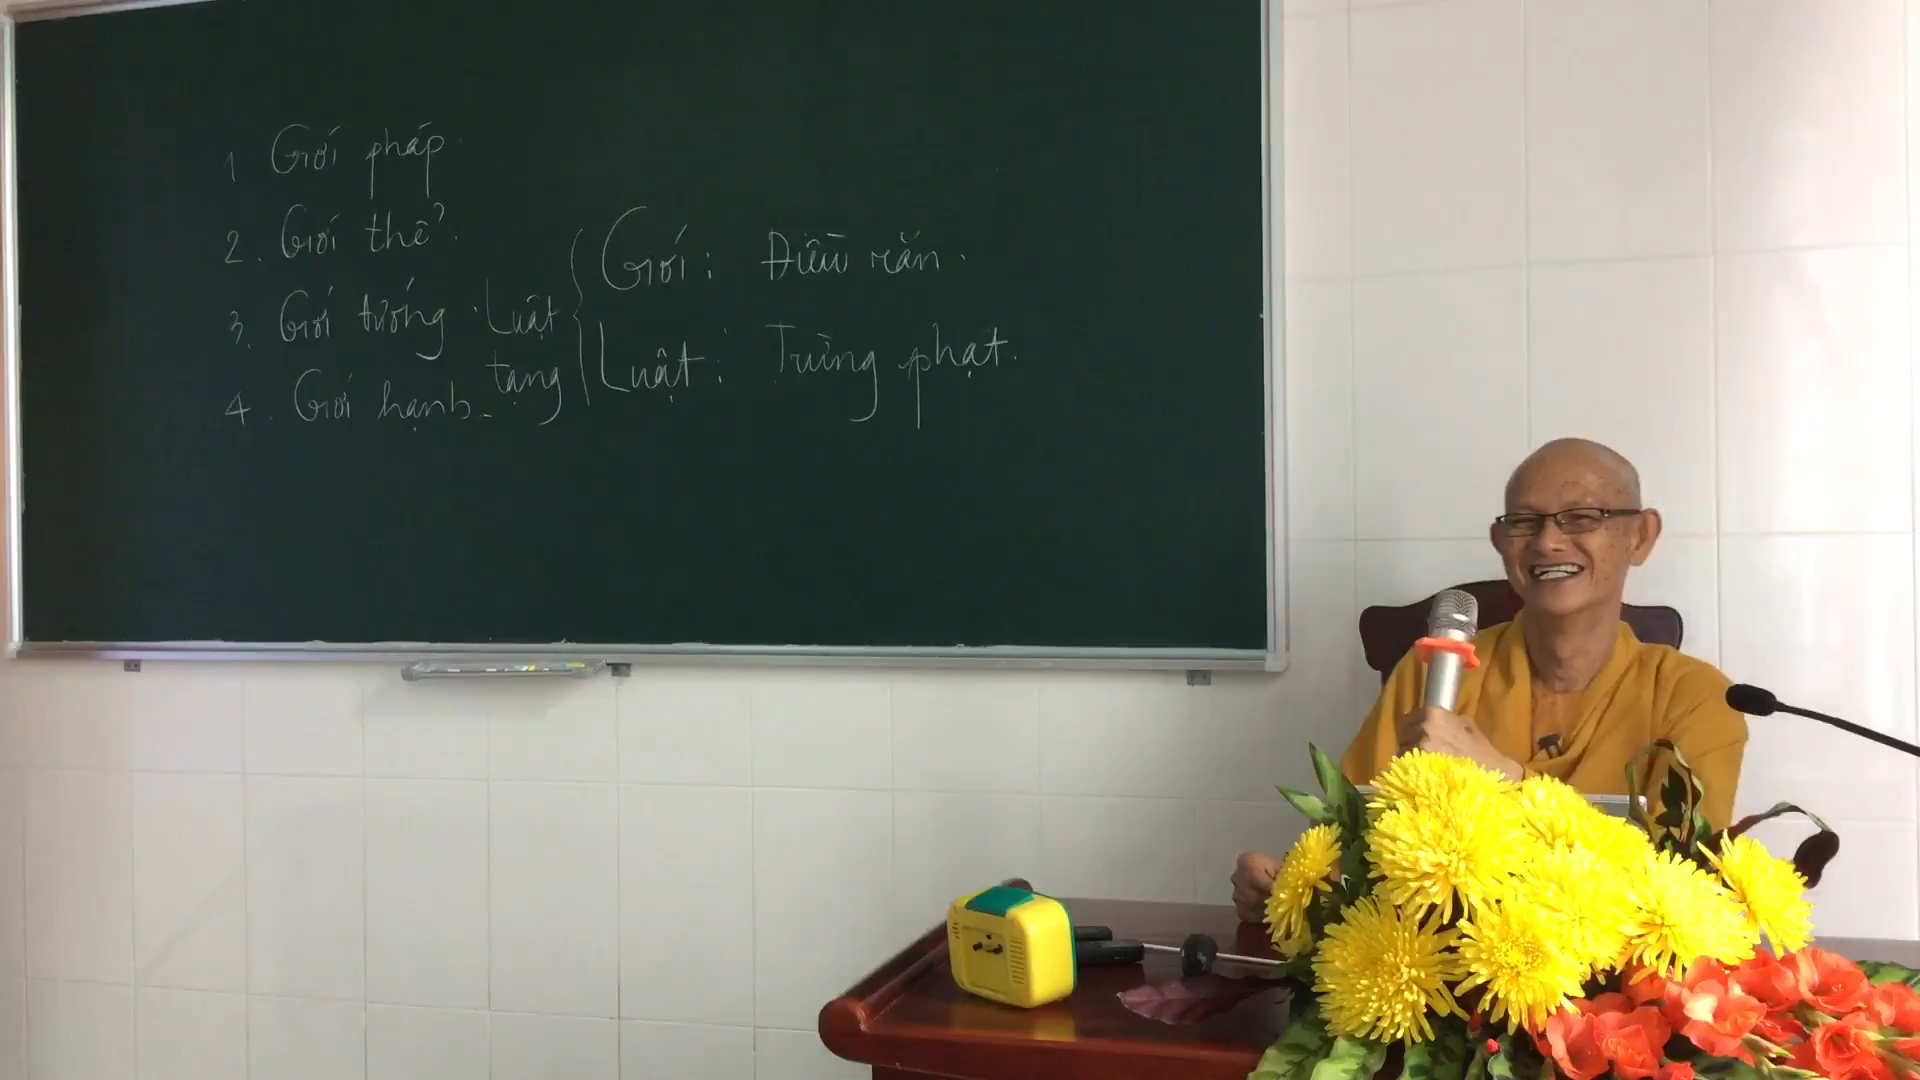 1 Giới pháp.
2. Giới thể.
3. Giới tướng.
4. Giới hạnh.
Luật tạng
Giới: Điều răn.
Luật: Trừng phạt.